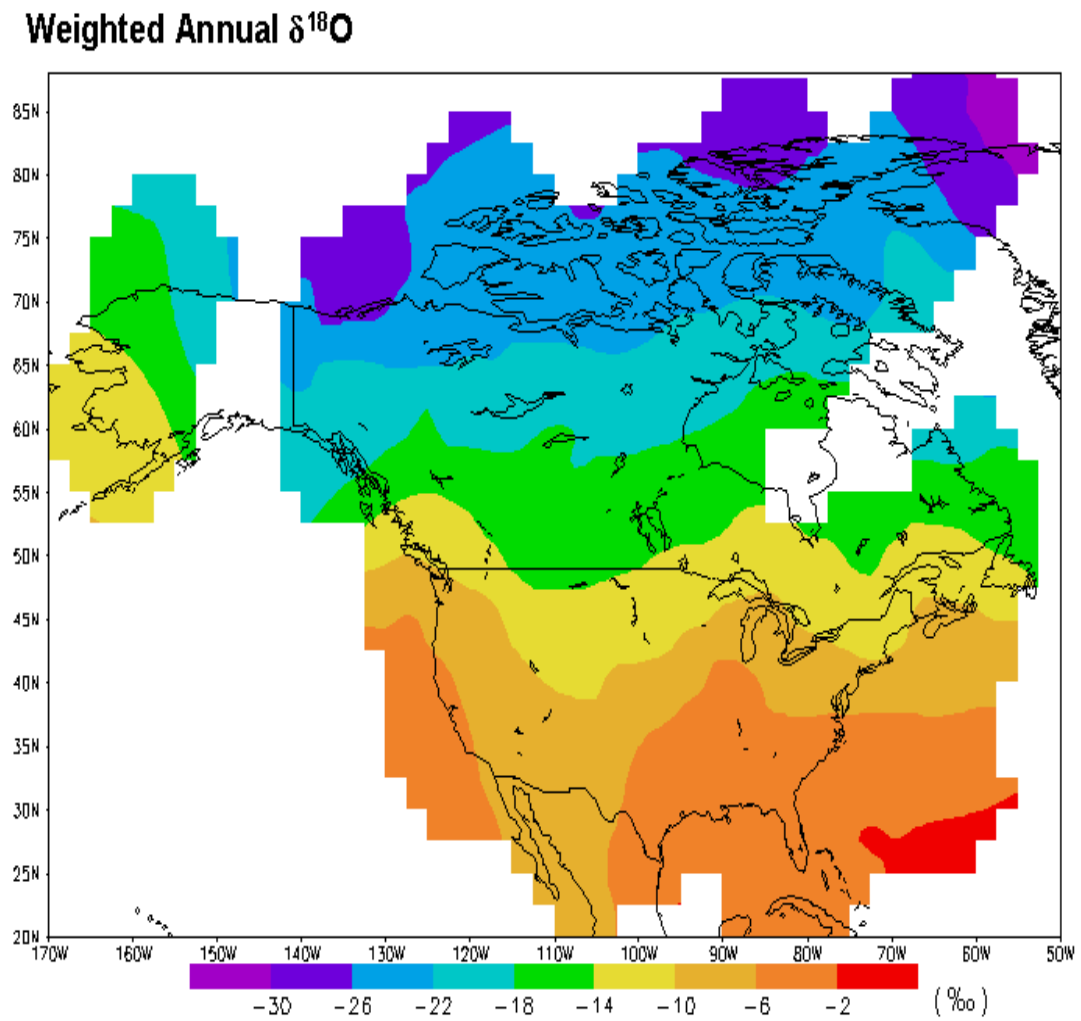 Weighted Annual δ¹⁸O
85N
80N
75N
70N
65N
60N
55N
50N
45N
40N
35N
30N
25N
20N
170W 160W 150W 140W 130W 120W 110W 100W 90W 80W 70W 60W 50W
−30 −26 −22 −18 −14 −10 −6 −2 (‰)